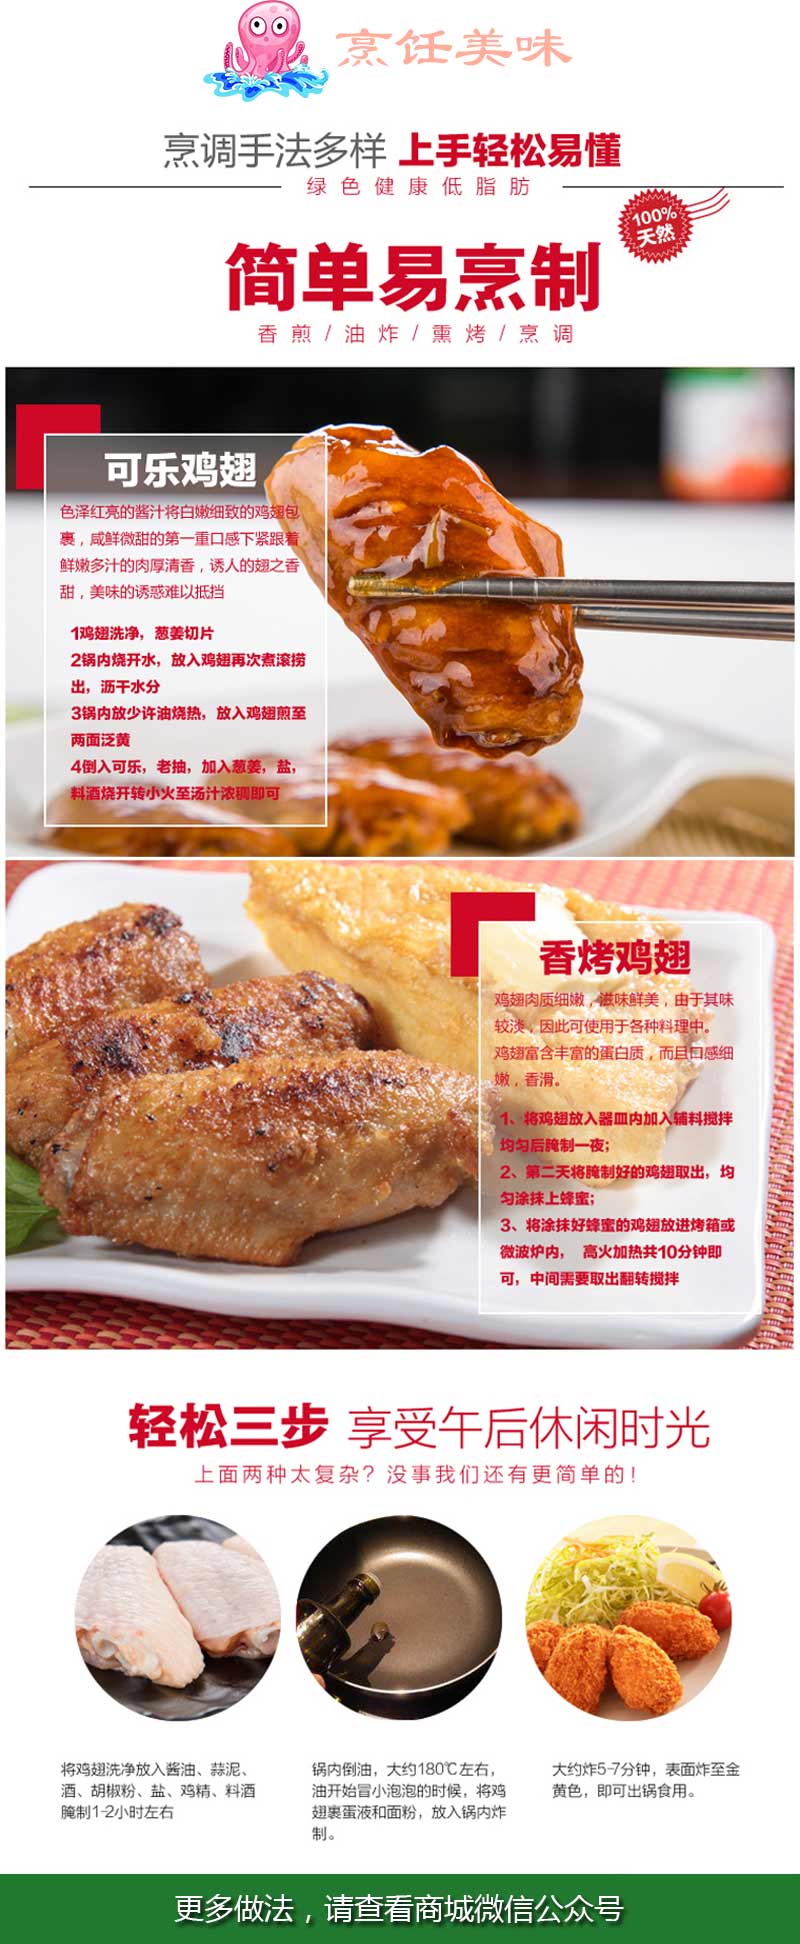 烹饪美味
烹调手法多样 上手轻松易懂
绿色健康低脂肪
100%
天然
简单易烹制
香煎/油炸/熏烤/烹调
可乐鸡翅
色泽红亮的酱汁将白嫩细致的鸡翅包
裹，咸鲜微甜的第一重口感下紧跟着
鲜嫩多汁的肉厚清香，诱人的翅之香
甜，美味的诱惑难以抵挡
1鸡翅洗净，葱姜切片
2锅内烧开水，放入鸡翅再次煮滚捞
出，沥干水分
3锅内放少许油烧热，放入鸡翅煎至
两面泛黄
4倒入可乐，老抽，加入葱姜，盐，
料酒烧开转小火至汤汁浓稠即可
香烤鸡翅
鸡翅肉质细嫩，滋味鲜美，由于其味
较淡，因此可使用于各种料理中。
鸡翅富含丰富的蛋白质，而且口感细
嫩，香滑。
1、将鸡翅放入器皿内加入辅料搅拌
均匀后腌制一夜；
2、第二天将腌制好的鸡翅取出，均
匀涂抹上蜂蜜；
3、将涂抹好蜂蜜的鸡翅放进烤箱或
微波炉内， 高火加热共10分钟即
可，中间需要取出翻转搅拌
轻松三步 享受午后休闲时光
上面两种太复杂？没事我们还有更简单的！
将鸡翅洗净放入酱油、蒜泥、
酒、胡椒粉、盐、鸡精、料酒
腌制1-2小时左右
锅内倒油，大约180℃左右，
油开始冒小泡泡的时候，将鸡
翅裹蛋液和面粉，放入锅内炸
制。
大约炸5-7分钟，表面炸至金
黄色，即可出锅食用。
更多做法，请查看商城微信公众号